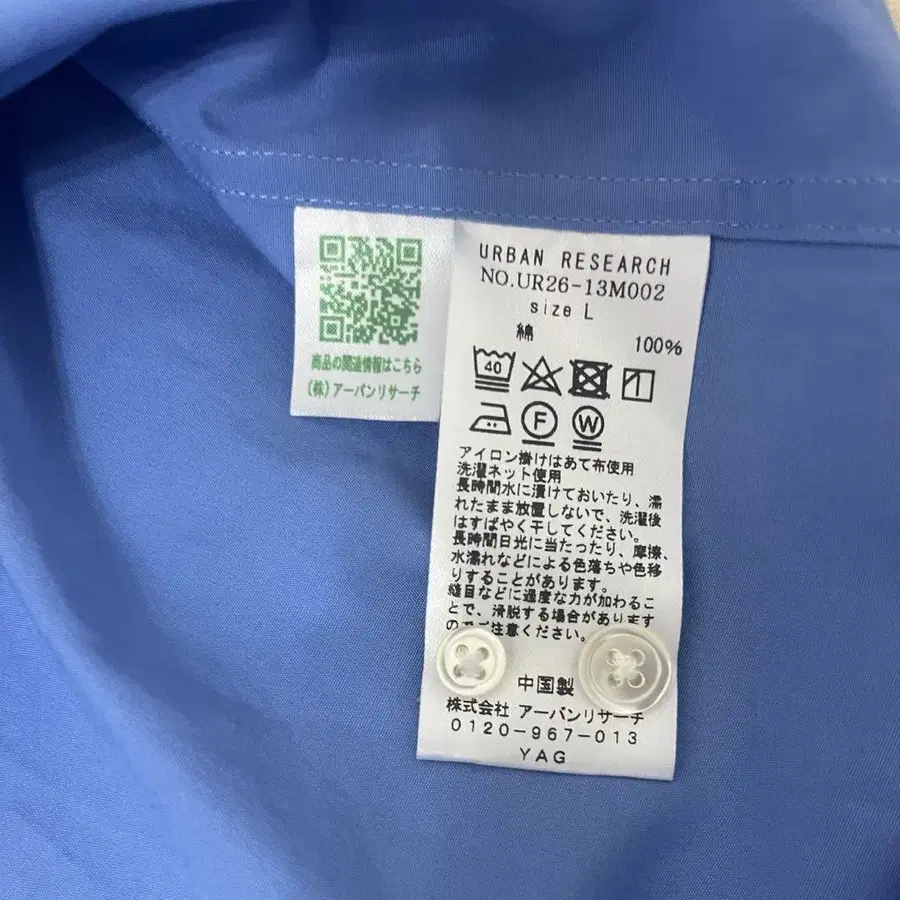 商品の関連情報はこちら
(株)アーバンリサーチ
URBAN RESEARCH
NO.UR26-13M002
size L
綿 100%
40
F W
アイロン掛けはあて布使用
洗濯ネット使用
長時間水に漬けておいたり、濡
れたまま放置しないで、洗濯後
はすばやく干してください。
長時間日光に当たったり、摩擦、
水濡れなどによる色落ちや色移
りすることがあります。
縫目などに過度な力が加わるこ
とで、滑脱する場合があります
のでご注意ください。
中国製
株式会社 アーバンリサーチ
0120-967-013
YAG